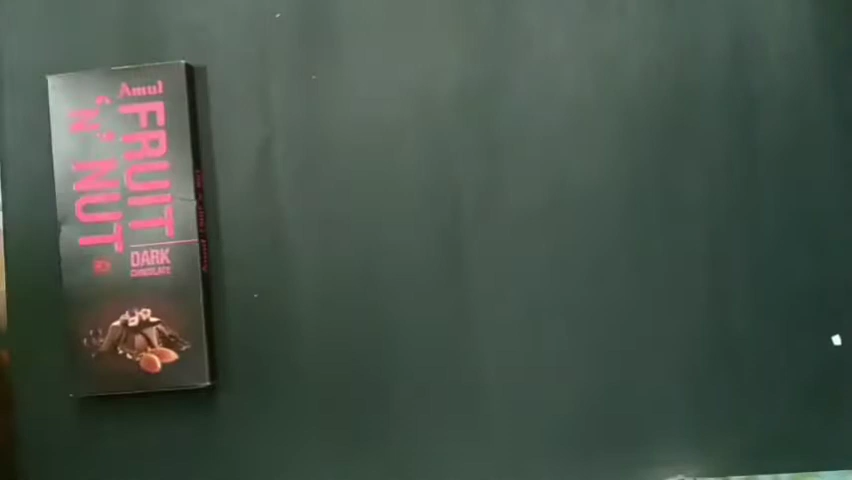 Amul
FRUIT
'N' NUT
DARK
CHOCOLATE